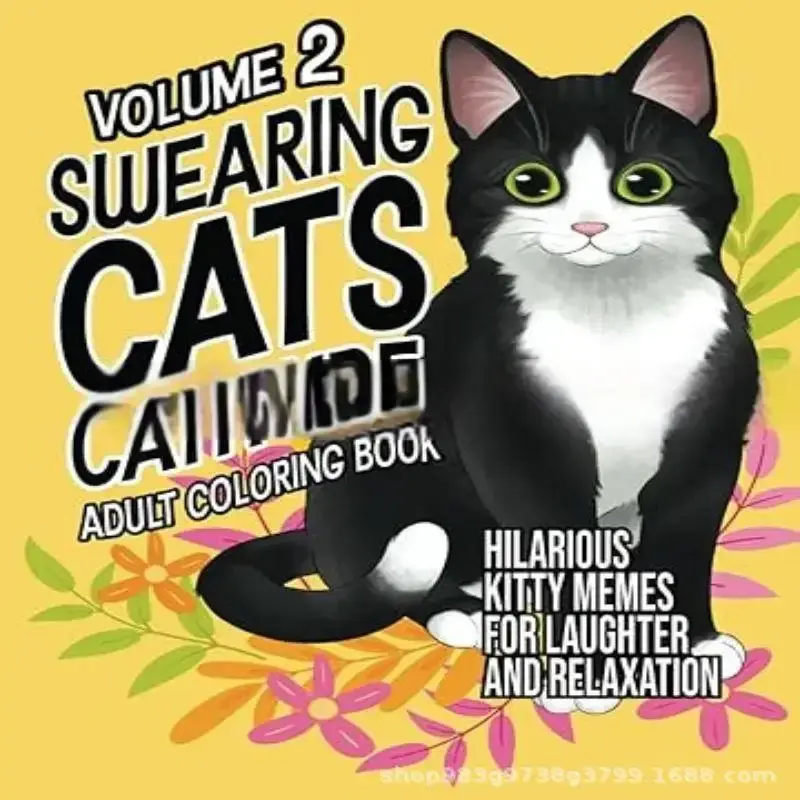 VOLUME 2
SWEARING
CATS
ADULT COLORING BOOK
HILARIOUS
KITTY MEMES
FOR LAUGHTER
AND RELAXATION